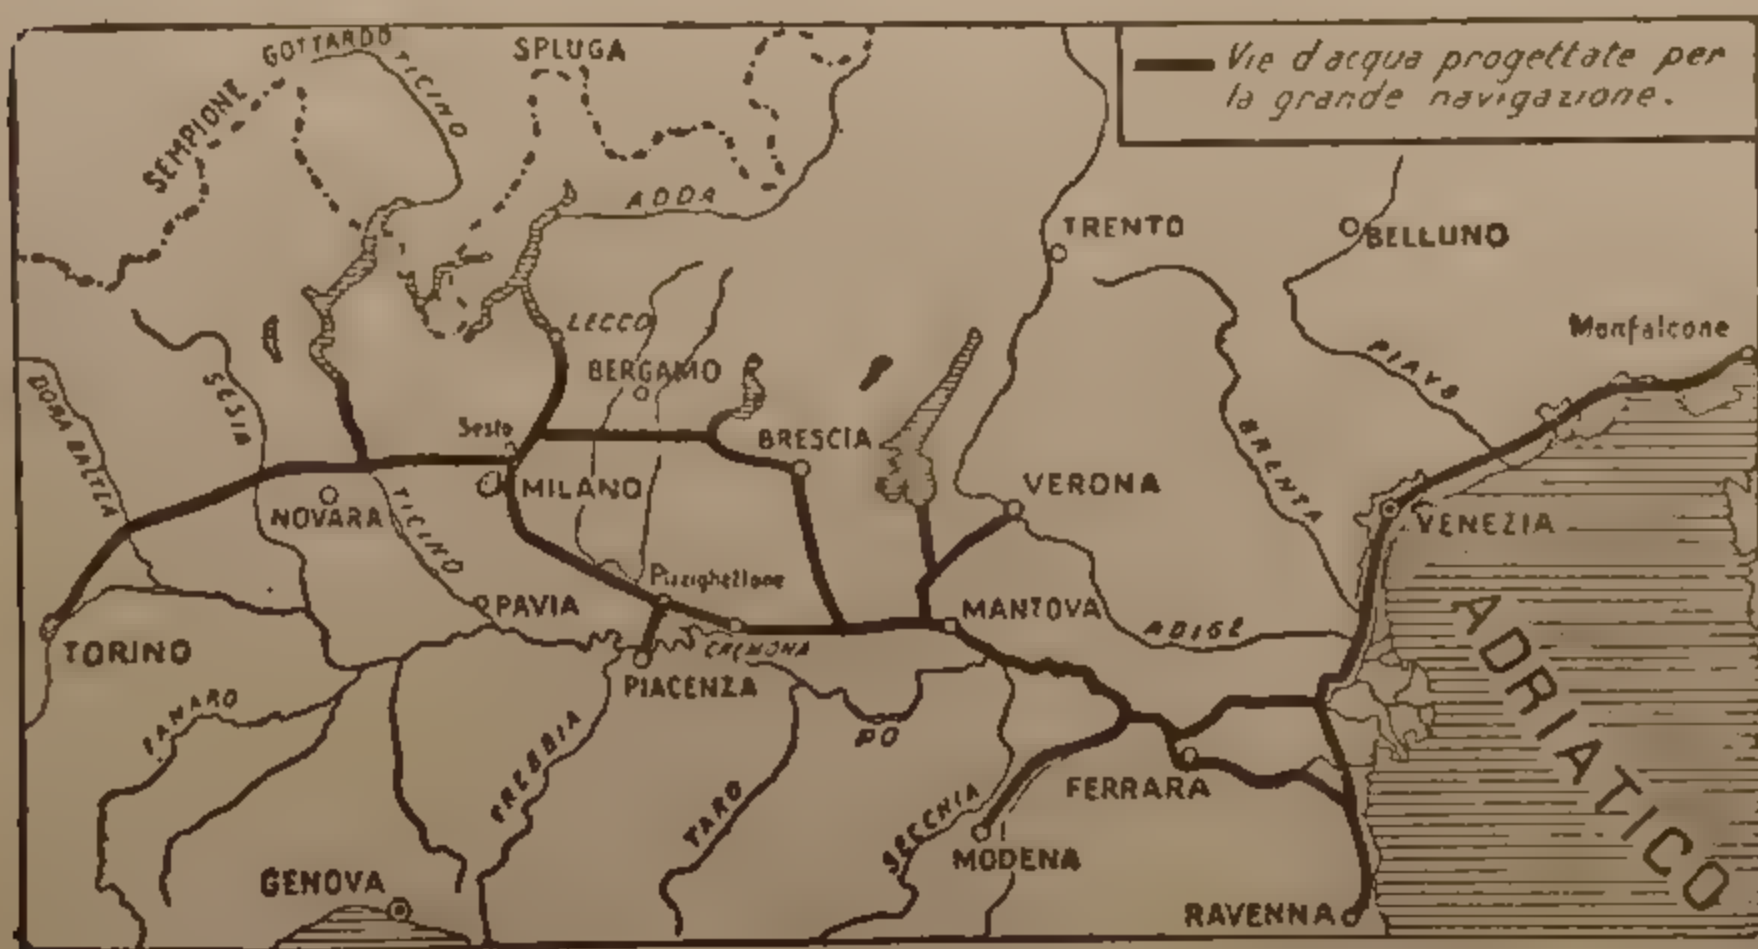 Vie d'acqua progettate per
la grande navigazione.
GOTTARDO
TICINO
SPLUGA
SEMPIONE
ADDA
TRENTO
BELLUNO
Monfalcone
PIAVE
LECCO
BERGAMO
DORA BALTEA
SESIA
Sesto
BRESCIA
BRENTA
MILANO
NOVARA
TICINO
VERONA
VENEZIA
Pizzighettone
PAVIA
MANTOVA
ADIGE
TORINO
CREMONA
PIACENZA
ADRIATICO
TANARO
TREBBIA
TARO
PO
SECCHIA
FERRARA
MODENA
GENOVA
RAVENNA